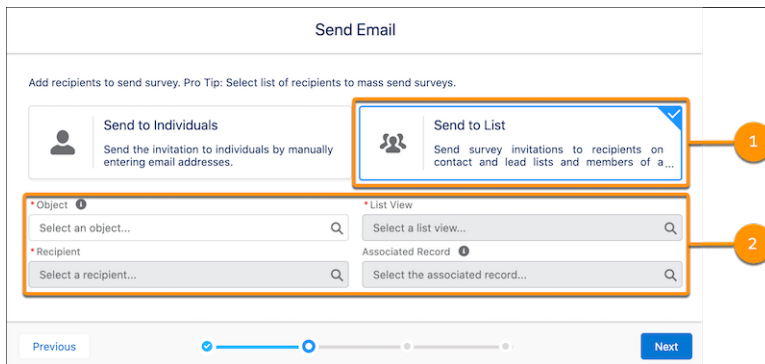 Send Email
Add recipients to send survey. Pro Tip: Select list of recipients to mass send surveys.
Send to Individuals
Send the invitation to individuals by manually
entering email addresses.
Send to List
Send survey invitations to recipients on
contact and lead lists and members of a...
1
*Object
*List View
Select an object...
Select a list view...
2
*Recipient
Associated Record
Select a recipient...
Select the associated record...
Previous
Next